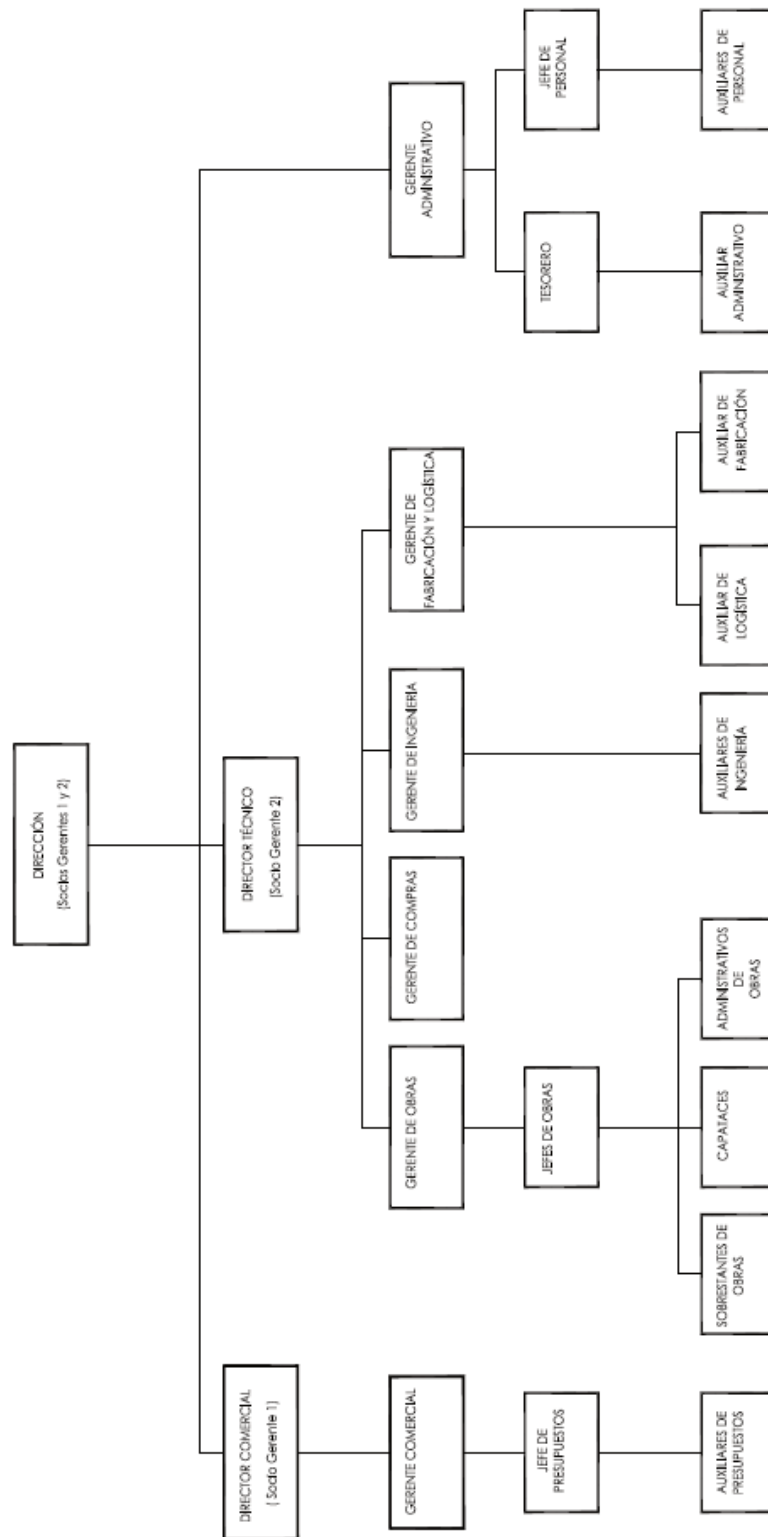 DIRECCIÓN
(Socios Gerentes 1 y 2)
DIRECTOR COMERCIAL
( Socio Gerente 1)
DIRECTOR TÉCNICO
(Socio Gerente 2)
GERENTE COMERCIAL
GERENTE DE OBRAS
GERENTE DE COMPRAS
GERENTE DE INGENIERÍA
GERENTE DE
FABRICACIÓN Y LOGÍSTICA
GERENTE
ADMINISTRATIVO
JEFE DE
PRESUPUESTOS
JEFES DE OBRAS
TESORERO
JEFE DE
PERSONAL
AUXILIARES DE
PRESUPUESTOS
SOBRESTANTES DE
OBRAS
CAPATACES
ADMINISTRATIVOS
DE
OBRAS
AUXILIARES DE
INGENIERÍA
AUXILIAR DE
LOGÍSTICA
AUXILIAR DE
FABRICACIÓN
AUXILIAR
ADMINISTRATIVO
AUXILIARES DE
PERSONAL